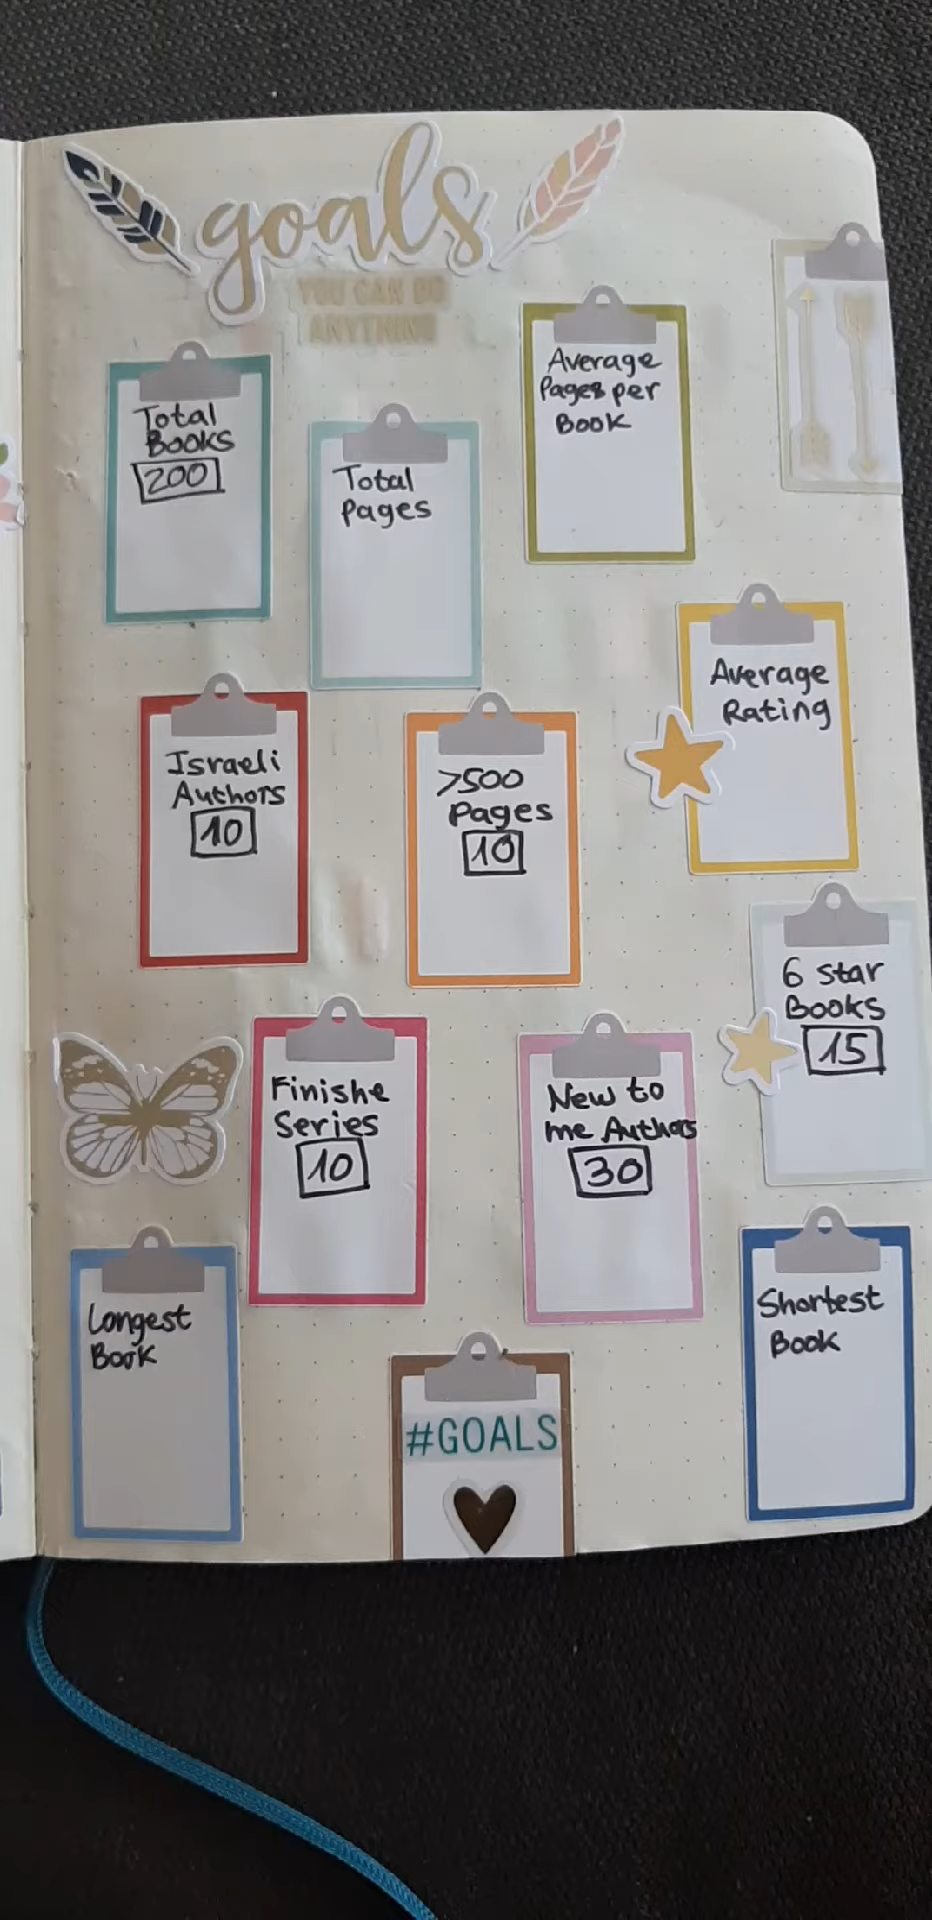 goals
YOU CAN DO
ANYTHING
Total
Books
200
Total
pages
Average
Pages per
Book
Israeli
Authors
10
>500
Pages
10
Average
Rating
6 star
Books
15
Finishe
Series
10
New to
me Authors
30
Longest
Book
#GOALS
Shortest
Book